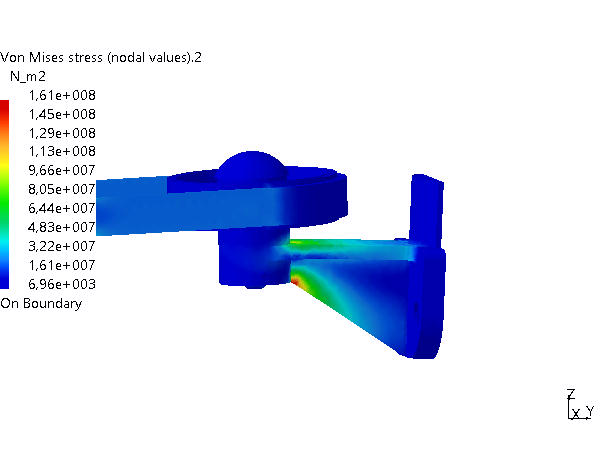 Von Mises stress (nodal values).2
N_m2
1,61e+008
1,45e+008
1,29e+008
1,13e+008
9,66e+007
8,05e+007
6,44e+007
4,83e+007
3,22e+007
1,61e+007
6,96e+003
On Boundary
Z
X Y